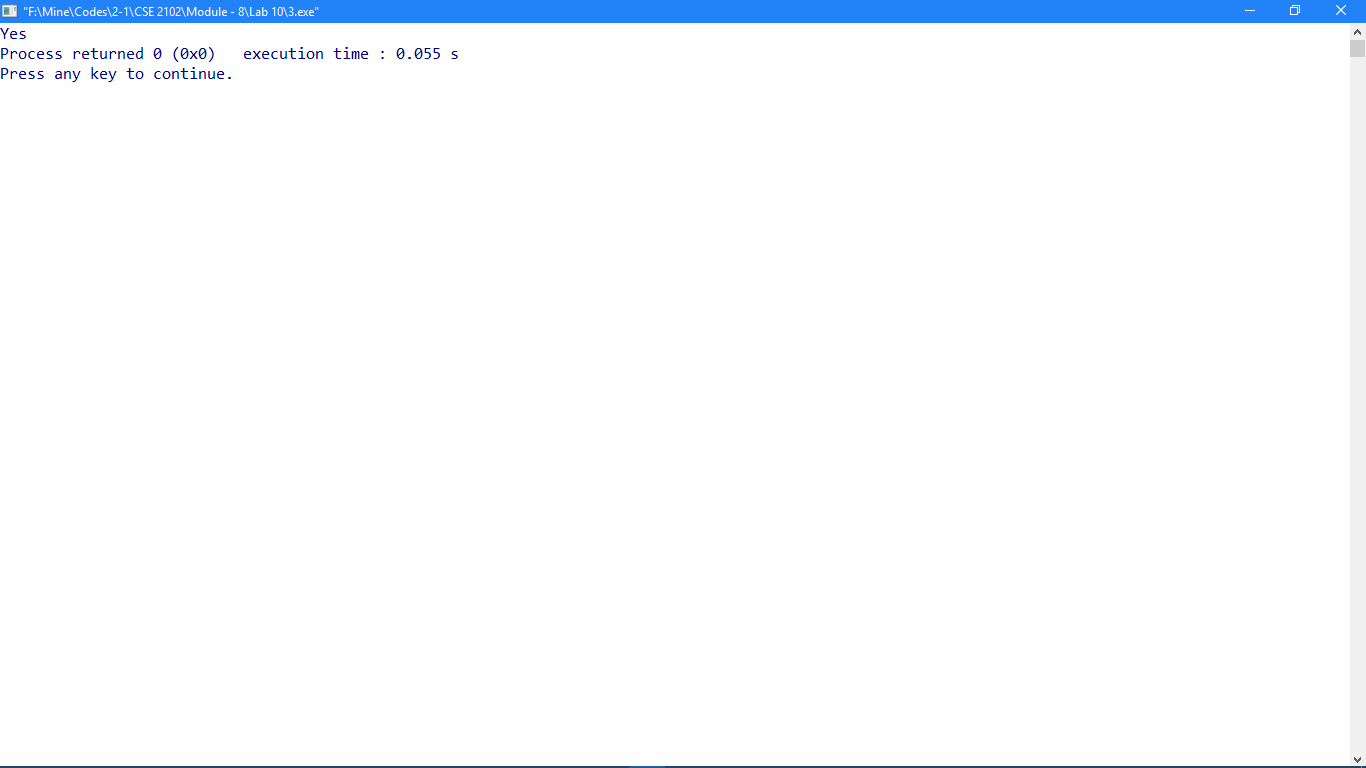 "F:\Mine\Codes\2-1\CSE 2102\Module - 8\Lab 10\3.exe"
Yes
Process returned 0 (0x0)   execution time : 0.055 s
Press any key to continue.